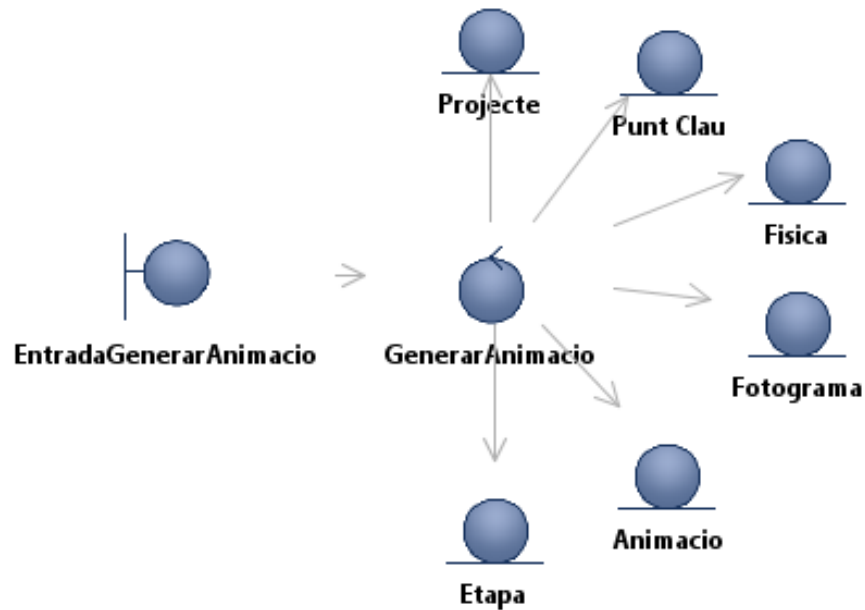 Projecte
Punt Clau
Fisica
EntradaGenerarAnimacio
GenerarAnimacio
Fotograma
Animacio
Etapa